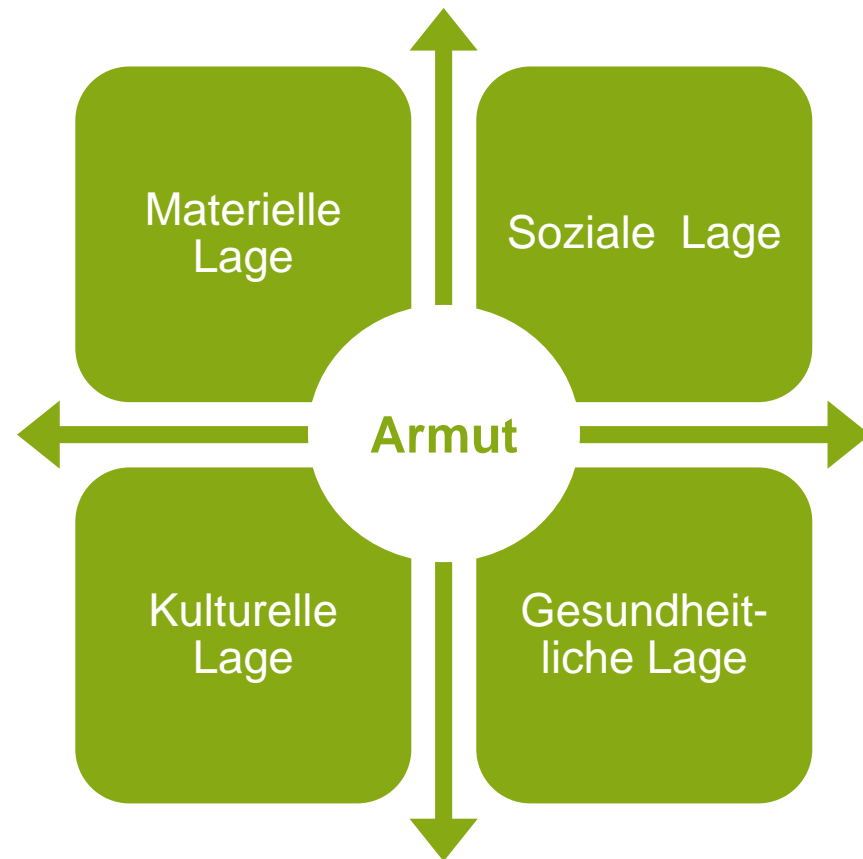 Materielle
Lage
Soziale  Lage
Armut
Kulturelle
Lage
Gesundheit-
liche Lage